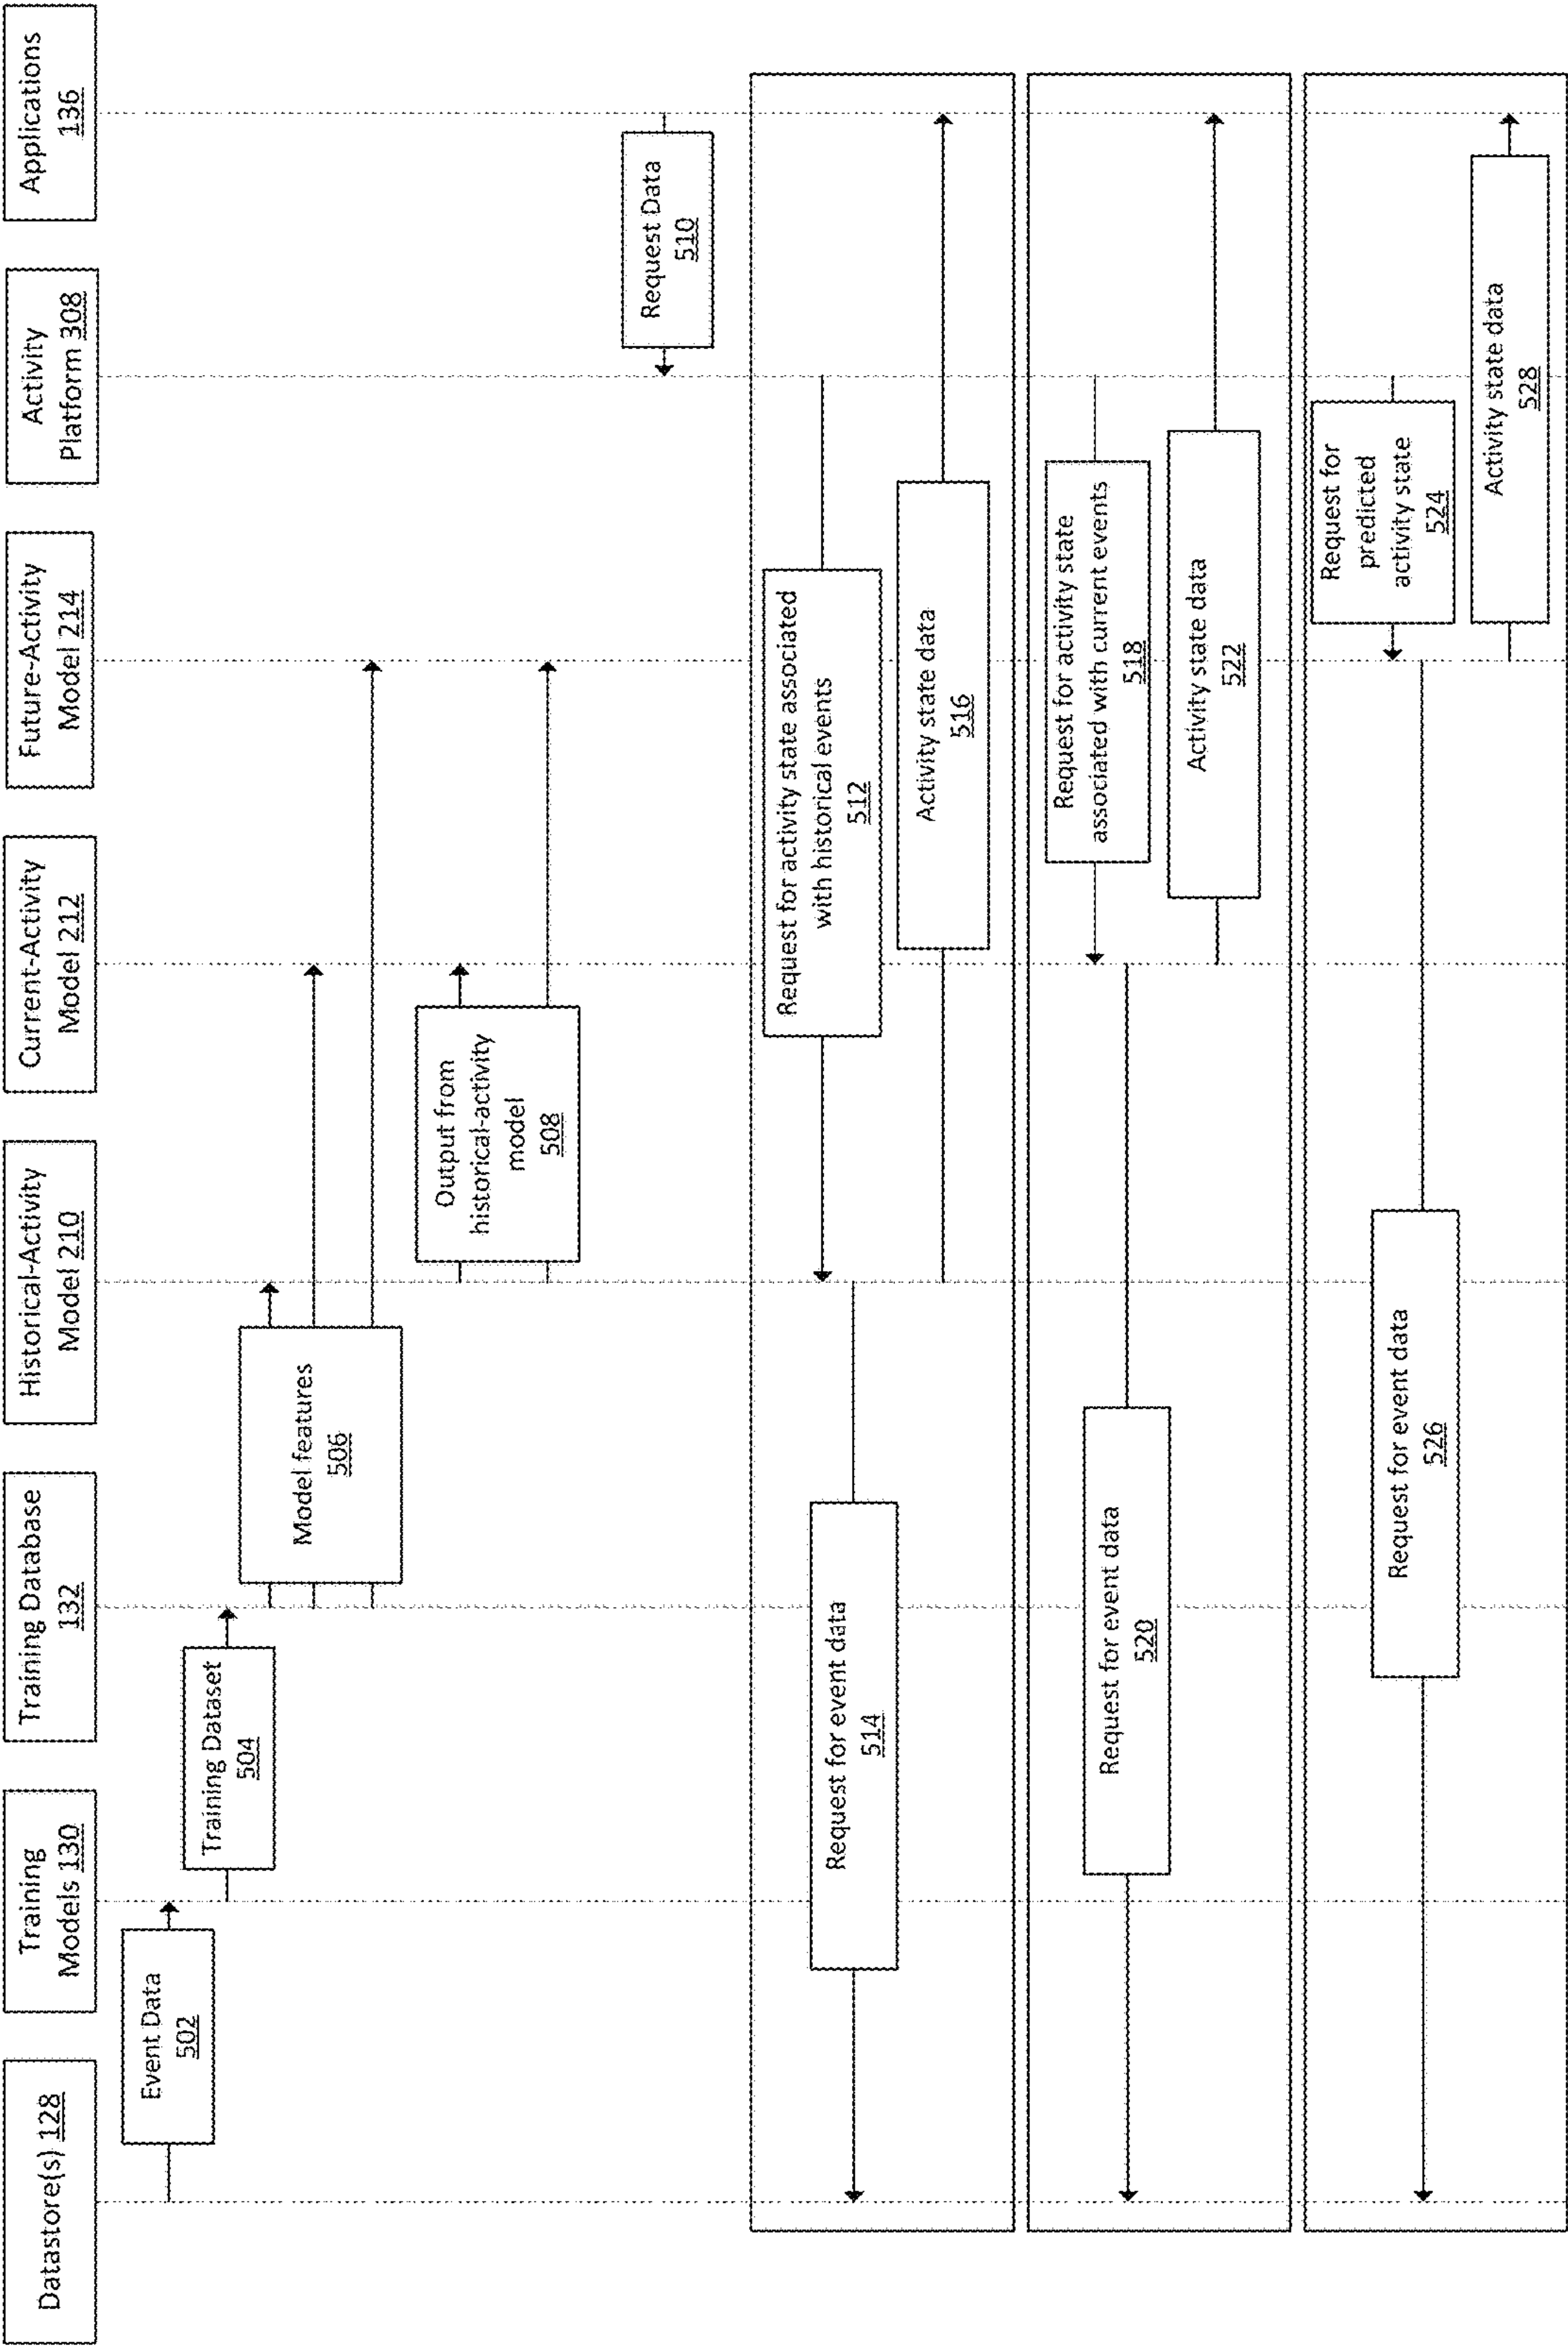 Datastore(s) 128
Training
Models 130
Training Database
132
Historical-Activity
Model 210
Current-Activity
Model 212
Future-Activity
Model 214
Activity
Platform 308
Applications
136
Event Data
502
Training Dataset
504
Model features
506
Output from
historical-activity
model
508
Request Data
510
Request for activity state associated
with historical events
512
Request for event data
514
Activity state data
516
Request for activity state
associated with current events
518
Request for event data
520
Activity state data
522
Request for
predicted
activity state
524
Request for event data
526
Activity state data
528